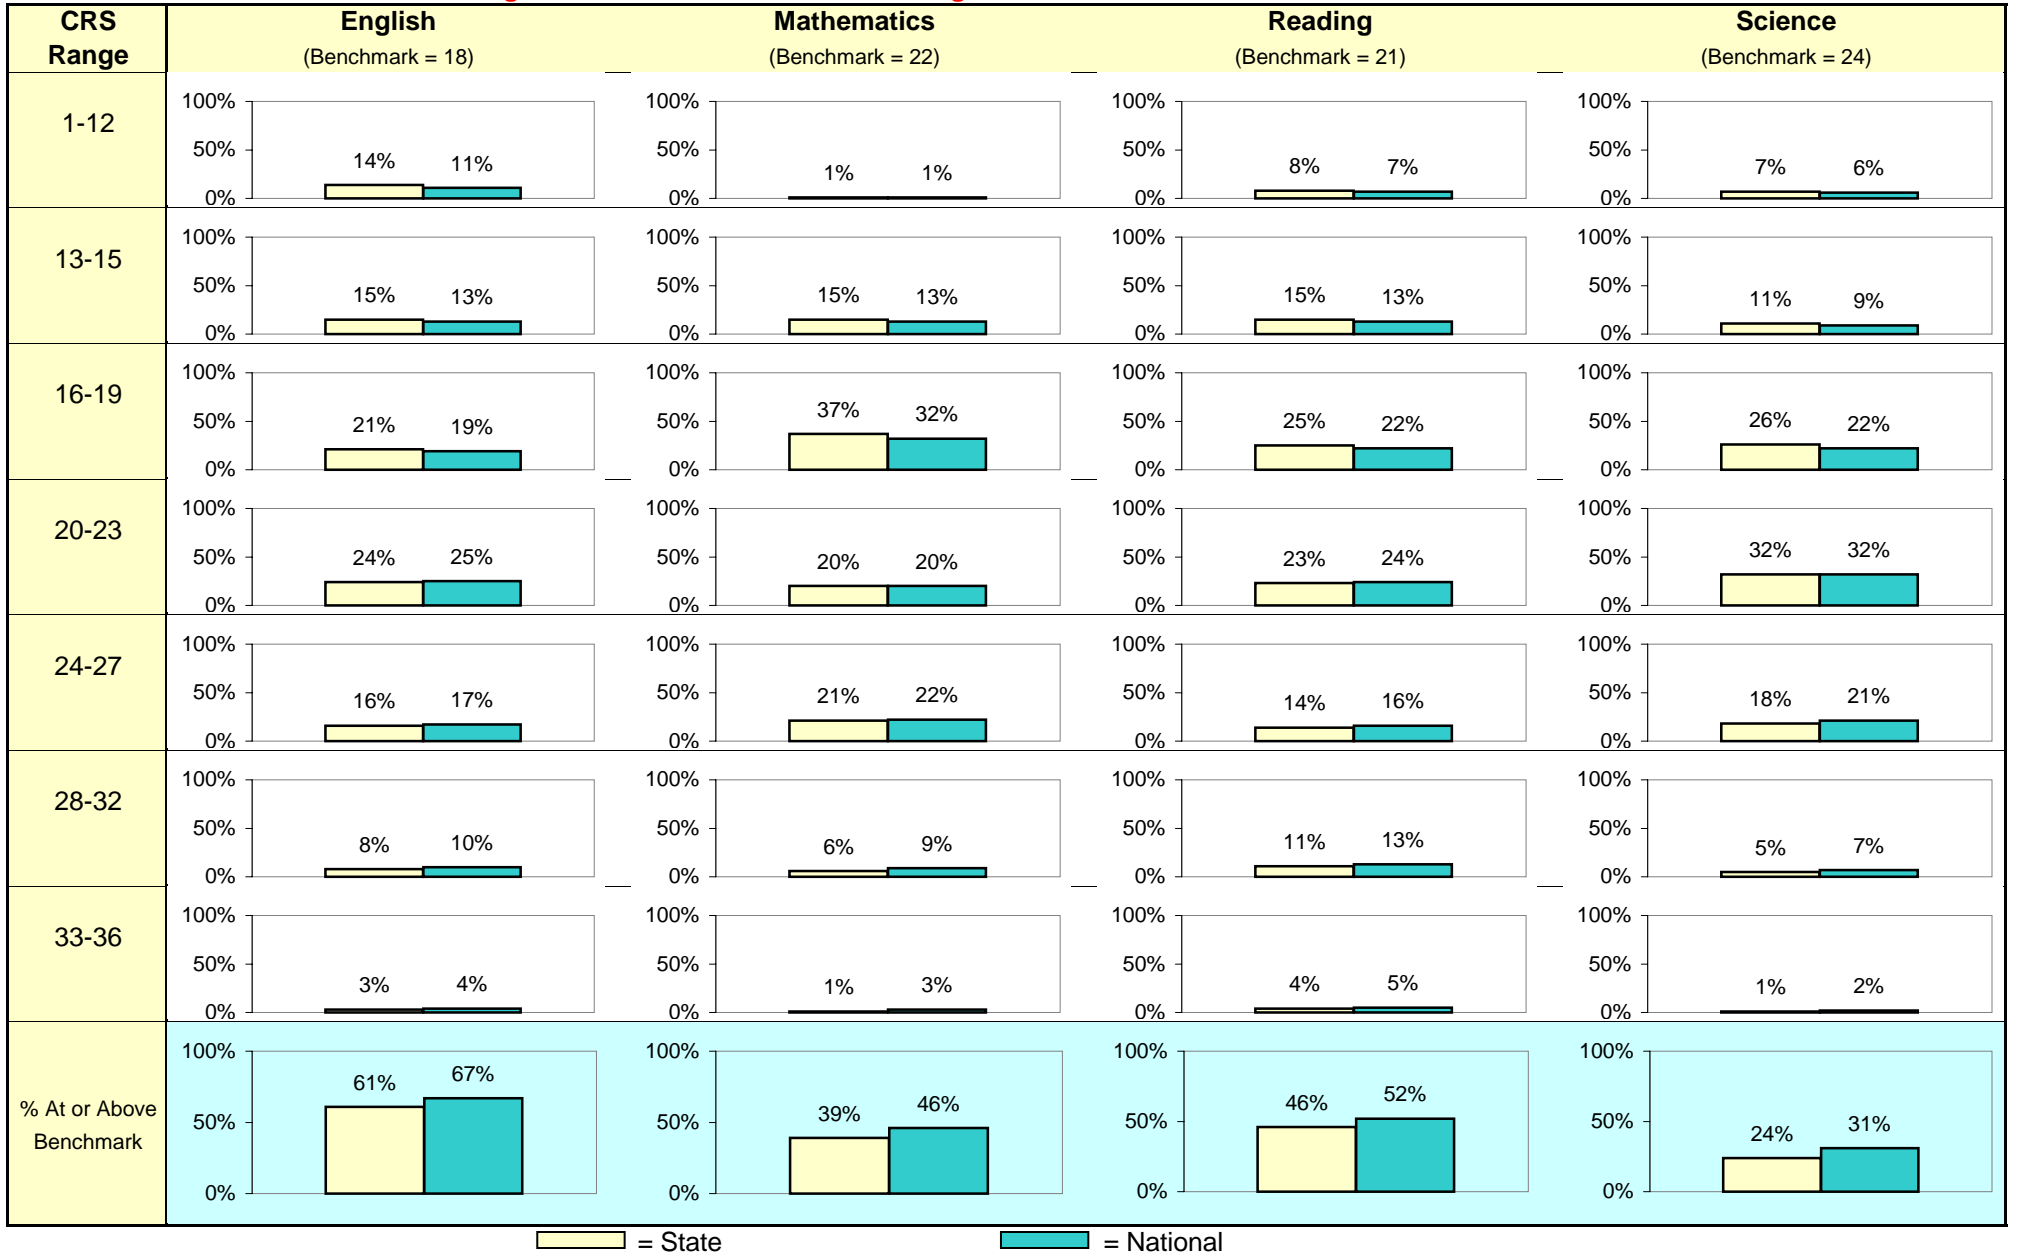 CRS Range English Mathematics Reading Science
(Benchmark = 18) (Benchmark = 22) (Benchmark = 21) (Benchmark = 24)
1-12
100% 100% 100% 100%
50% 14% 11% 50% 1% 1% 50% 8% 7% 50% 7% 6%
0% 0% 0% 0%
13-15
100% 100% 100% 100%
50% 15% 13% 50% 15% 13% 50% 15% 13% 50% 11% 9%
0% 0% 0% 0%
16-19
100% 100% 100% 100%
50% 21% 19% 50% 37% 32% 50% 25% 22% 50% 26% 22%
0% 0% 0% 0%
20-23
100% 100% 100% 100%
50% 24% 25% 50% 20% 20% 50% 23% 24% 50% 32% 32%
0% 0% 0% 0%
24-27
100% 100% 100% 100%
50% 16% 17% 50% 21% 22% 50% 14% 16% 50% 18% 21%
0% 0% 0% 0%
28-32
100% 100% 100% 100%
50% 8% 10% 50% 6% 9% 50% 11% 13% 50% 5% 7%
0% 0% 0% 0%
33-36
100% 100% 100% 100%
50% 3% 4% 50% 1% 3% 50% 4% 5% 50% 1% 2%
0% 0% 0% 0%
% At or Above
Benchmark
100% 100% 100% 100%
50% 61% 67% 50% 39% 46% 50% 46% 52% 50% 24% 31%
0% 0% 0% 0%
= State = National